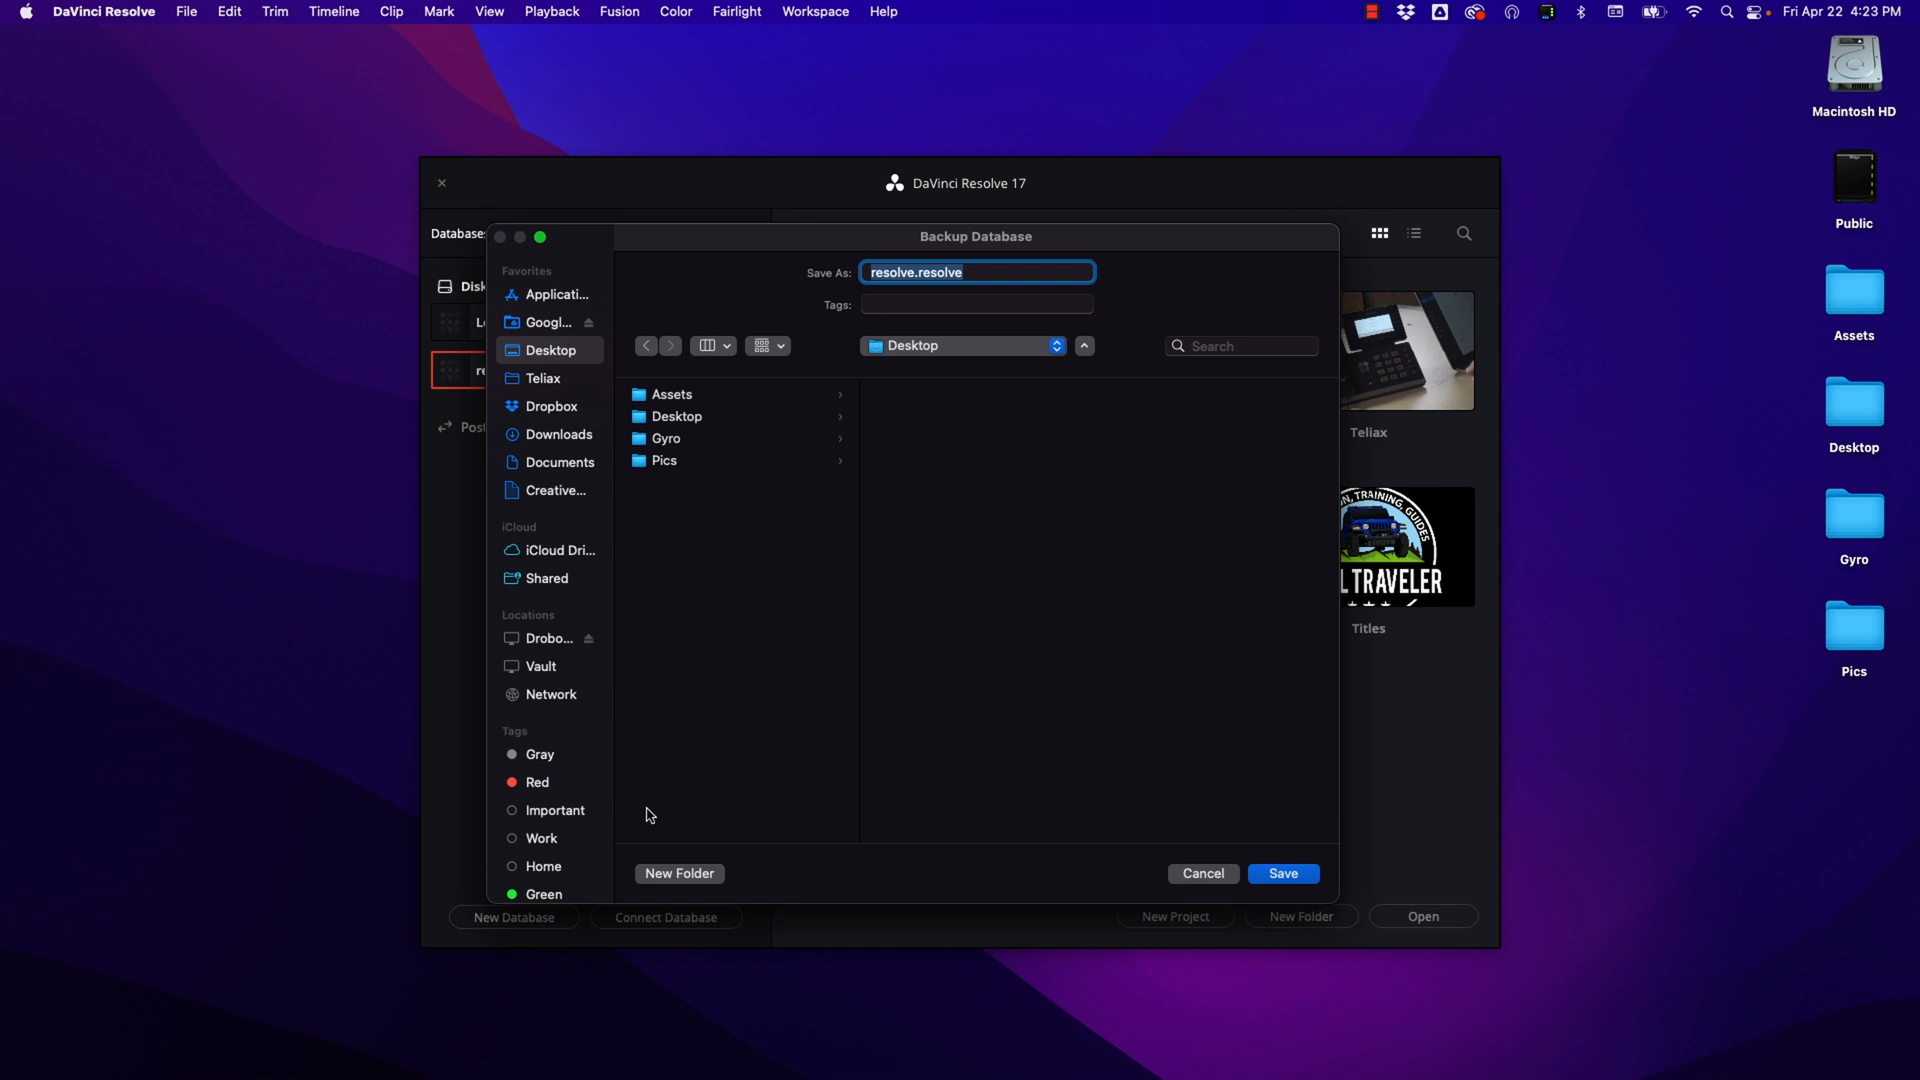 DaVinci Resolve File Edit Trim Timeline Clip Mark View Playback Fusion Color Fairlight Workspace Help Fri Apr 22 4:23 PM
Macintosh HD
Public
Assets
Desktop
Gyro
Pics
DaVinci Resolve 17
Backup Database
Save As: resolve.resolve
Tags:
Desktop
Search
Favorites
Applicati...
Googl...
Desktop
Teliax
Dropbox
Downloads
Documents
Creative...
iCloud
iCloud Dri...
Shared
Locations
Drobo...
Vault
Network
Tags
Gray
Red
Important
Work
Home
Green
Assets
Desktop
Gyro
Pics
New Folder Cancel Save
Teliax
N, TRAINING, GUIDES
L TRAVELER
Titles
New Database Connect Database New Project New Folder Open